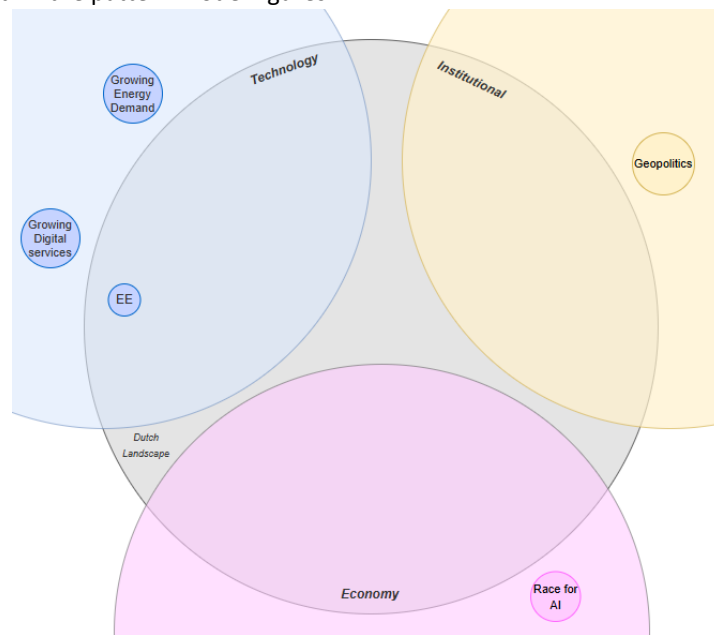 Technology
Institutional
Growing
Energy
Demand
Geopolitics
Growing
Digital
services
EE
Dutch
Landscape
Economy
Race for
AI